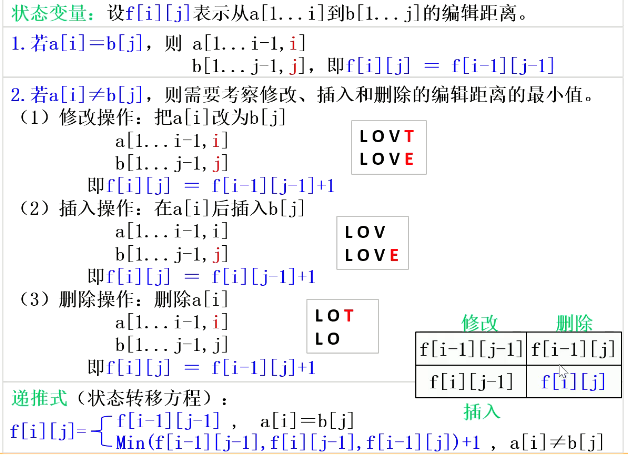 状态变量：设f[i][j]表示从a[1...i]到b[1...j]的编辑距离。
1.若a[i]=b[j]，则 a[1...i-1,i]
b[1...j-1,j]，即f[i][j] = f[i-1][j-1]
2.若a[i]≠b[j]，则需要考察修改、插入和删除的编辑距离的最小值。
（1）修改操作：把a[i]改为b[j]
a[1...i-1,i]
b[1...j-1,j]
即f[i][j] = f[i-1][j-1]+1
LOVT
LOVE
（2）插入操作：在a[i]后插入b[j]
a[1...i-1,i]
b[1...j-1,j]
即f[i][j] = f[i][j-1]+1
LOV
LOVE
（3）删除操作：删除a[i]
a[1...i-1,i]
b[1...j-1,j]
即f[i][j] = f[i-1][j]+1
LOT
LO
修改 删除
f[i-1][j-1] f[i-1][j]
f[i][j-1] f[i][j]
插入
递推式（状态转移方程）：
f[i][j]=
f[i-1][j-1] ， a[i]=b[j]
Min(f[i-1][j-1],f[i][j-1],f[i-1][j])+1 ，a[i]≠b[j]